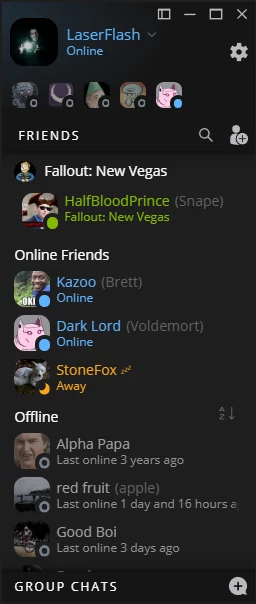 LaserFlash
Online
FRIENDS
Fallout: New Vegas
HalfBloodPrince (Snape)
Fallout: New Vegas
Online Friends
OKI
Kazoo (Brett)
Online
Dark Lord (Voldemort)
Online
StoneFox zzz
Away
Offline
A Z
Alpha Papa
Last online 3 years ago
red fruit (apple)
Last online 1 day and 16 hours a
Good Boi
Last online 3 days ago
GROUP CHATS